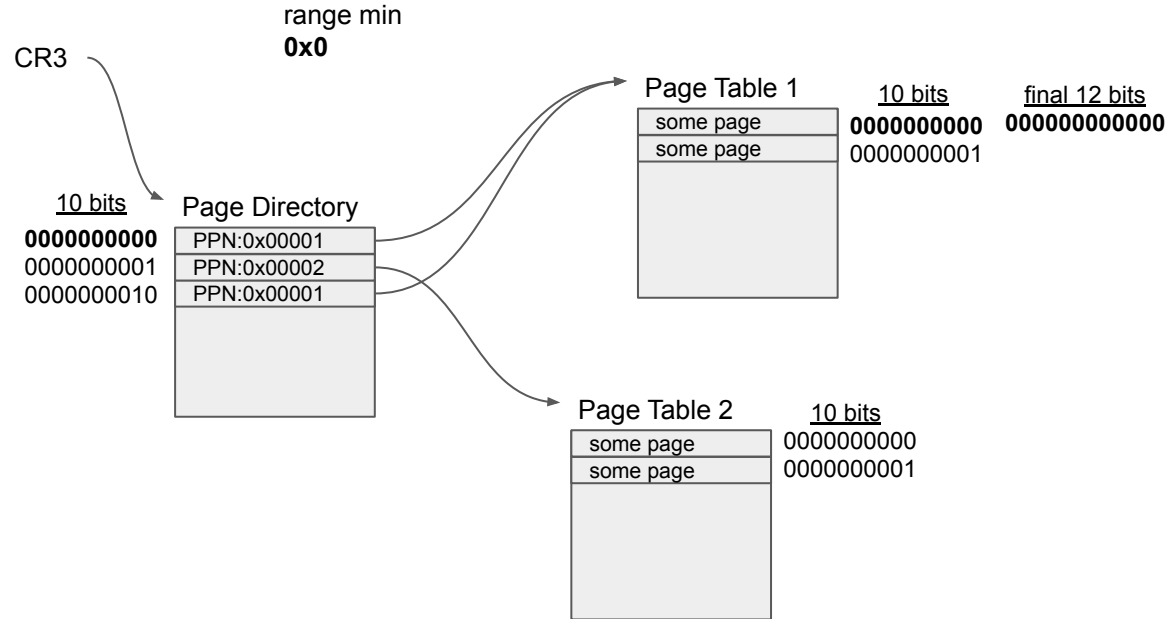 range min
0x0
CR3
Page Table 1
10 bits
final 12 bits
some page
0000000000
000000000000
some page
0000000001
10 bits
Page Directory
0000000000
PPN:0x00001
0000000001
PPN:0x00002
0000000010
PPN:0x00001
Page Table 2
10 bits
some page
0000000000
some page
0000000001